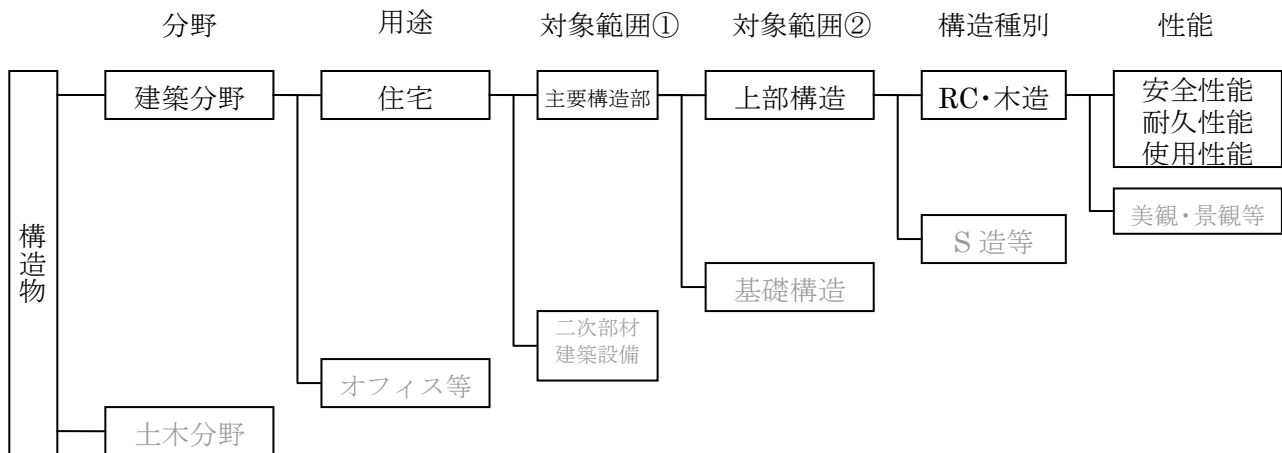 分野 用途 対象範囲① 対象範囲② 構造種別 性能
建築分野 住宅 主要構造部 上部構造 RC・木造 安全性能
耐久性能
使用性能
美観・景観等
S 造等
基礎構造
二次部材
建築設備
オフィス等
土木分野
構造物